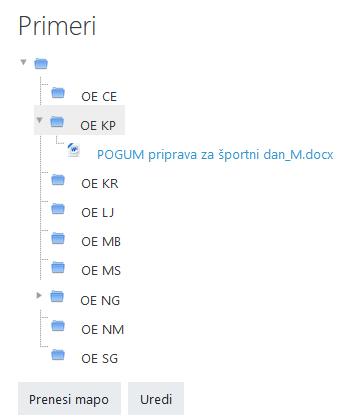 Primeri
OE CE
OE KP
POGUM priprava za športni dan_M.docx
OE KR
OE LJ
OE MB
OE MS
OE NG
OE NM
OE SG
Prenesi mapo
Uredi